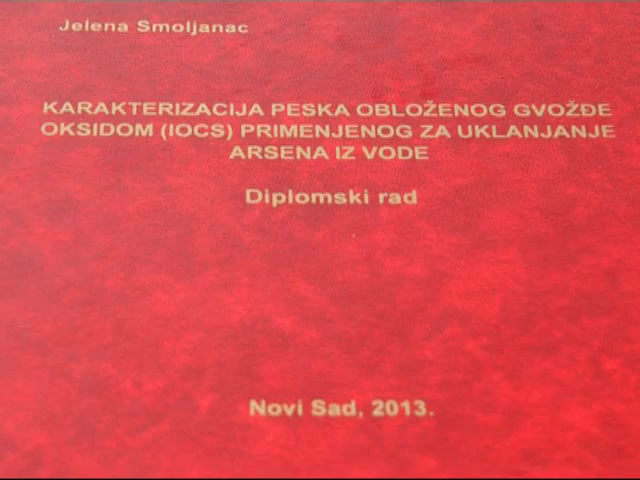 Jelena Smoljanac
KARAKTERIZACIJA PESKA OBLOŽENOG GVOŽĐE
OKSIDOM (IOCS) PRIMENJENOG ZA UKLANJANJE
ARSENA IZ VODE
Diplomski rad
Novi Sad, 2013.